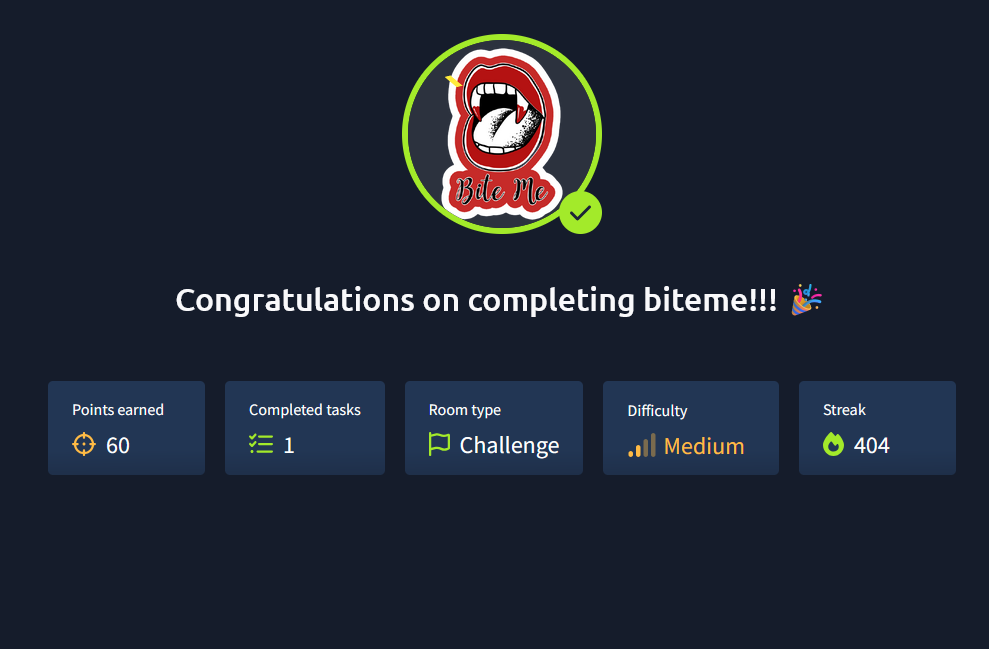 Bite Me
Congratulations on completing biteme!!! 🎉
Points earned
60
Completed tasks
1
Room type
Challenge
Difficulty
Medium
Streak
404